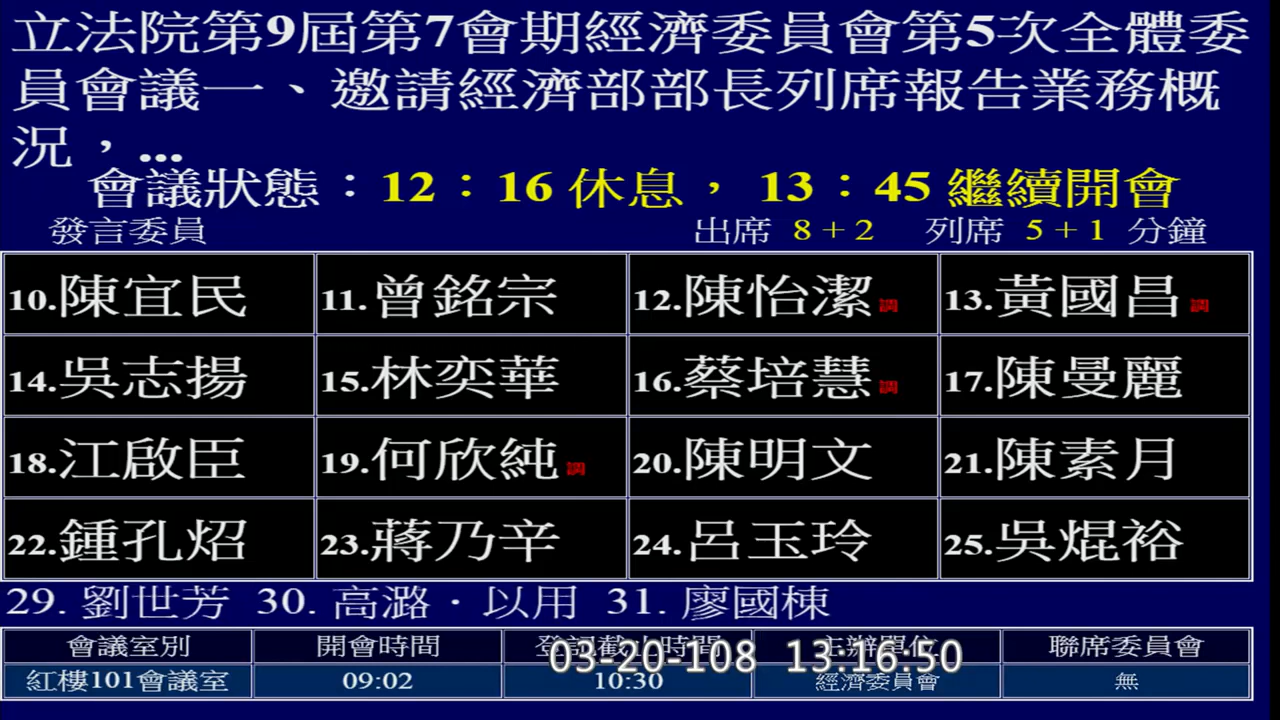 立法院第9屆第7會期經濟委員會第5次全體委
員會議一、邀請經濟部部長列席報告業務概
況，...
會議狀態：12：16 休息， 13：45 繼續開會
發言委員 出席 8 + 2 列席 5 + 1 分鐘
10.陳宜民 11.曾銘宗 12.陳怡潔調 13.黃國昌調
14.吳志揚 15.林奕華 16.蔡培慧調 17.陳曼麗
18.江啟臣 19.何欣純調 20.陳明文 21.陳素月
22.鍾孔炤 23.蔣乃辛 24.呂玉玲 25.吳焜裕
29. 劉世芳 30. 高潞．以用 31. 廖國棟
會議室別 開會時間 登記截止時間 主辦單位 聯席委員會
03-20-108 13:16:50
紅樓101會議室 09:02 10:30 經濟委員會 無